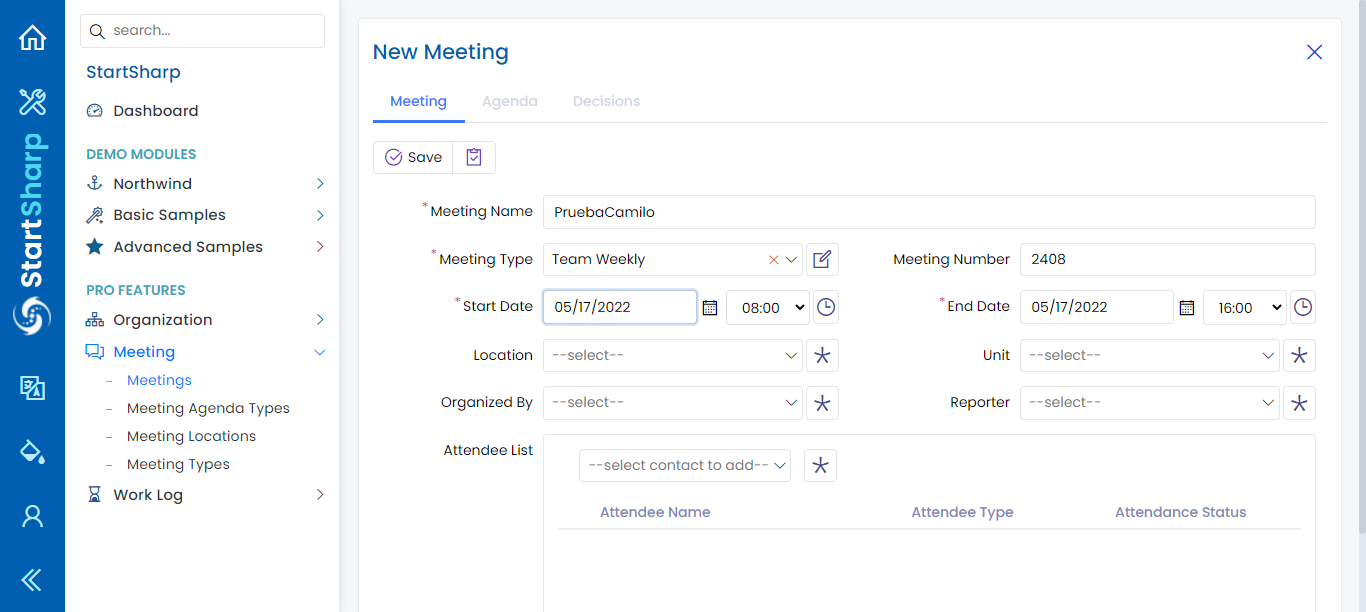 search...
StartSharp
Dashboard
DEMO MODULES
Northwind
Basic Samples
Advanced Samples
PRO FEATURES
Organization
Meeting
Meetings
Meeting Agenda Types
Meeting Locations
Meeting Types
Work Log
StartSharp
New Meeting
Meeting Agenda Decisions
Save
*Meeting Name PruebaCamilo
*Meeting Type Team Weekly Meeting Number 2408
*Start Date 05/17/2022 08:00 *End Date 05/17/2022 16:00
Location --select-- Unit --select--
Organized By --select-- Reporter --select--
Attendee List
--select contact to add--
Attendee Name Attendee Type Attendance Status